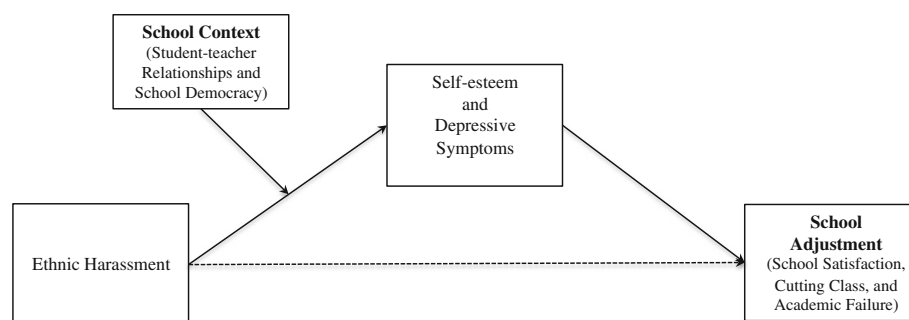 School Context
(Student-teacher
Relationships and
School Democracy)
Self-esteem
and
Depressive
Symptoms
Ethnic Harassment
School
Adjustment
(School Satisfaction,
Cutting Class, and
Academic Failure)